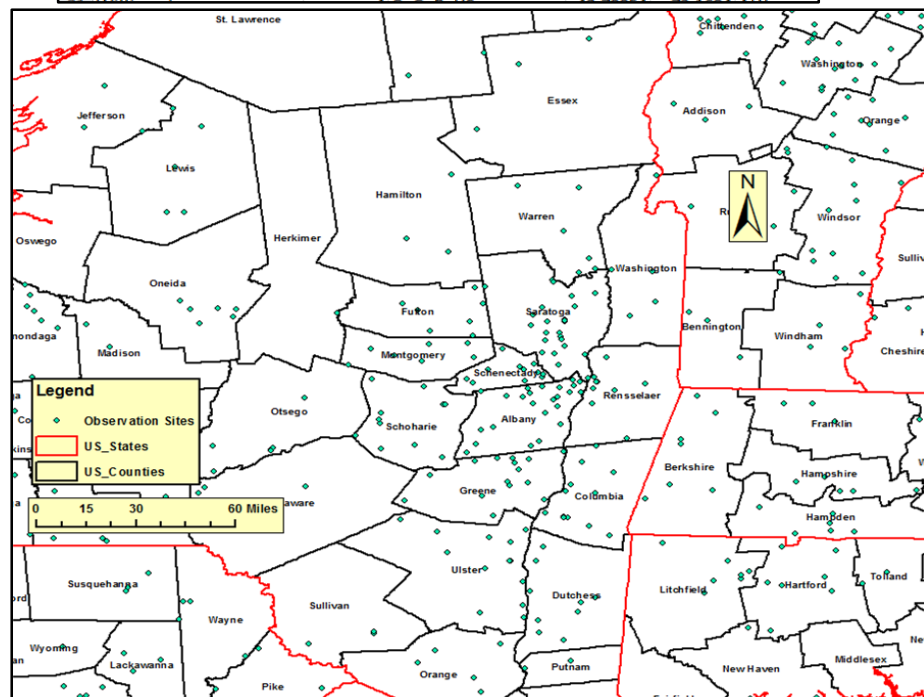 St. Lawrence
Chittenden
Washington
Essex
Jefferson
Addison
Orange
Lewis
Hamilton
N
Warren
Windsor
Oswego
Herkimer
Washington
Oneida
Fulton
Saratoga
Bennington
Windham
Madison
Montgomery
Cheshire
Schenectady
Legend
Observation Sites
US_States
US_Counties
Otsego
Rensselaer
Schoharie
Albany
Franklin
Berkshire
Hampshire
Greene
Columbia
0 15 30 60 Miles
Hampden
Susquehanna
Ulster
Litchfield
Hartford
Tolland
Dutchess
Sullivan
Wayne
Wyoming
Lackawanna
Orange
Putnam
Middlesex
New Haven
Pike